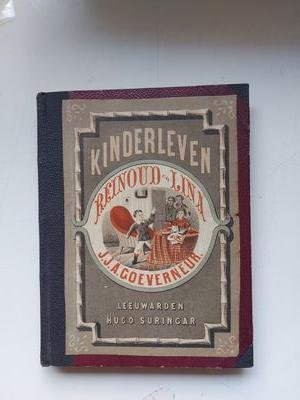 KINDERLEVEN
REINOUD EN LINA
J.J.A. GOEVERNEUR.
LEEUWARDEN
HUGO SURINGAR